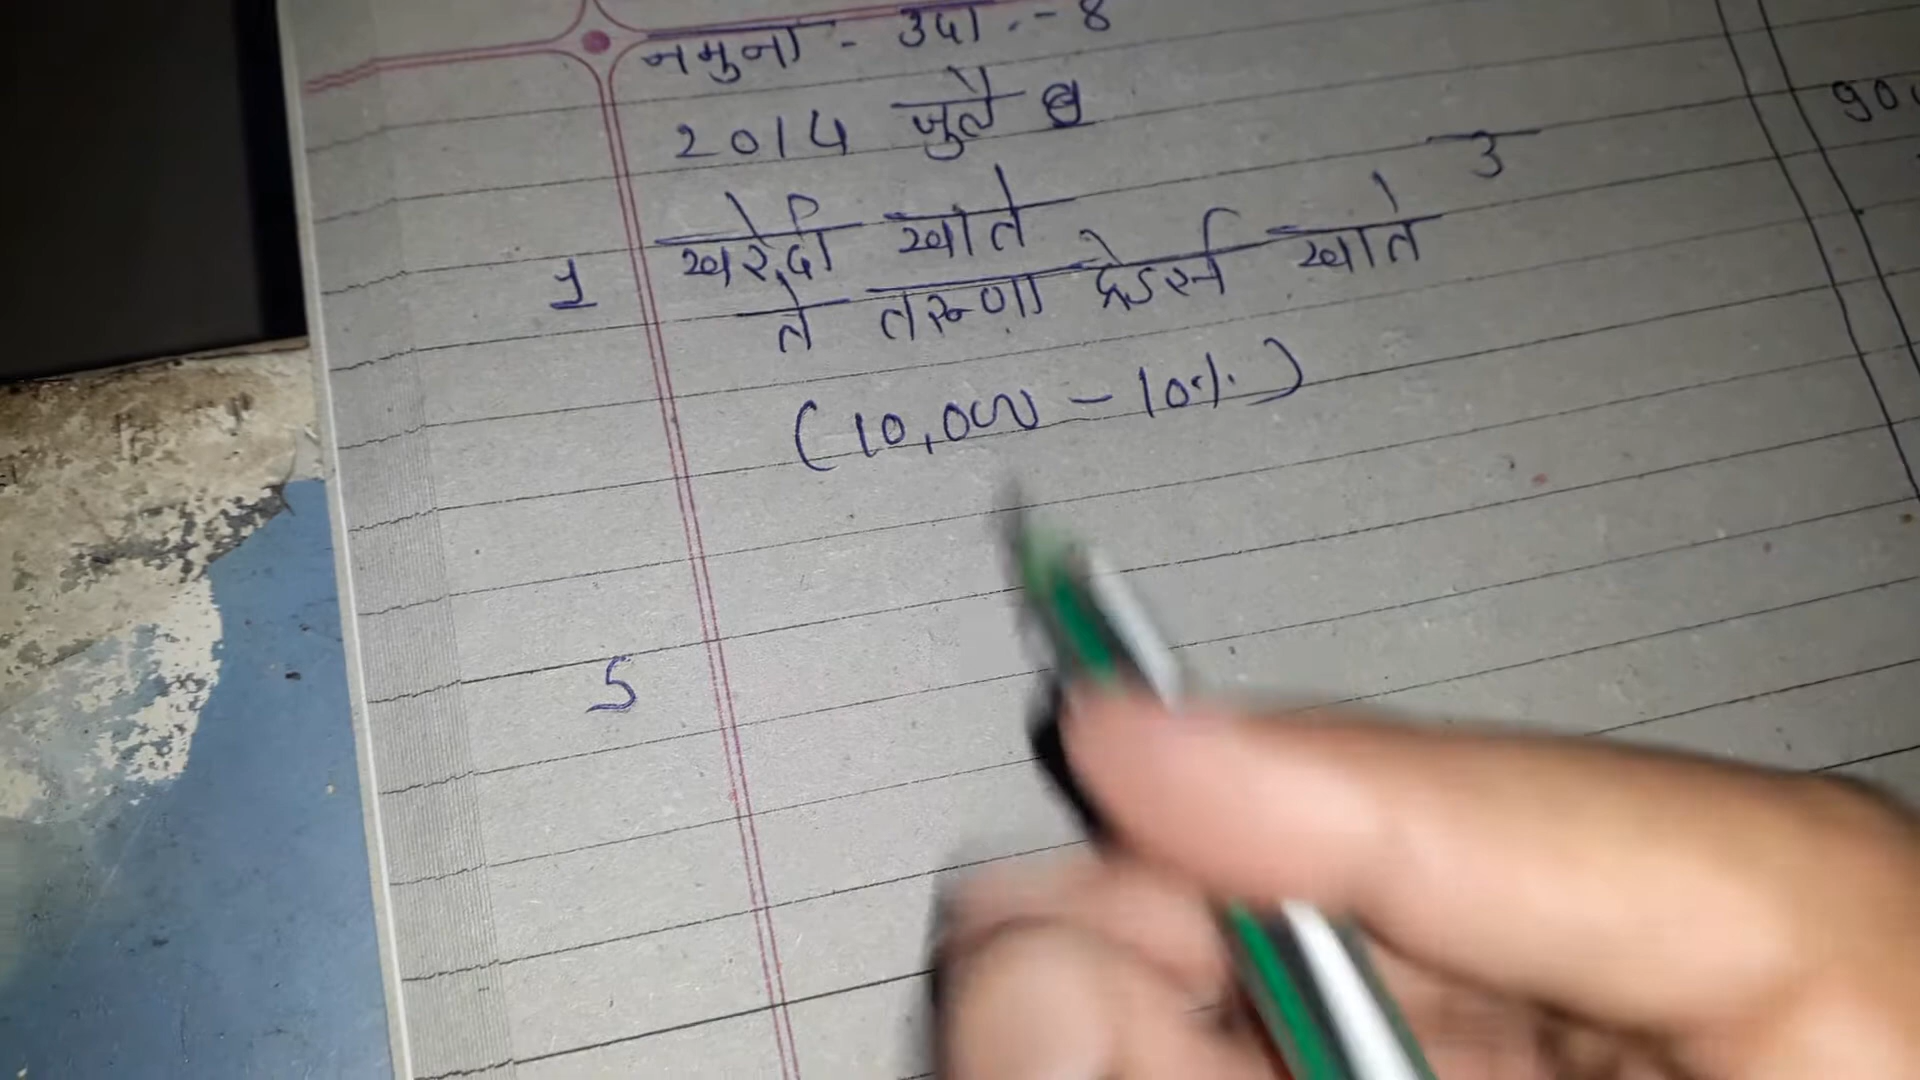 नमुना - उदा. - 8
2014 जुलै
1 खरेदी खाते उ
ते तरूण ट्रेडर्स खाते
(10,000 - 10%)
5